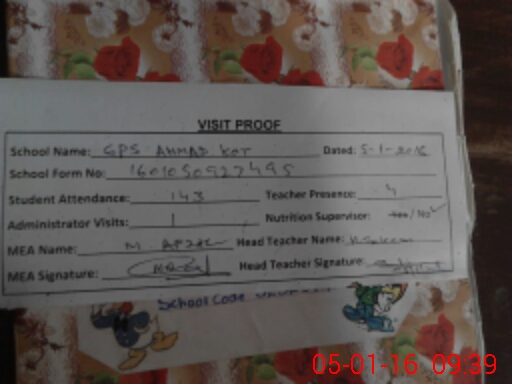 VISIT PROOF
School Name: GPS AHMAD KOT Dated: 5-1-2016
School Form No:
Student Attendance: 143 Teacher Presence: 4
Administrator Visits: 1 Nutrition Supervisor: Yes / No
MEA Name: M. AFZAL Head Teacher Name:
MEA Signature: Head Teacher Signature:
School Code
05-01-16 09:39